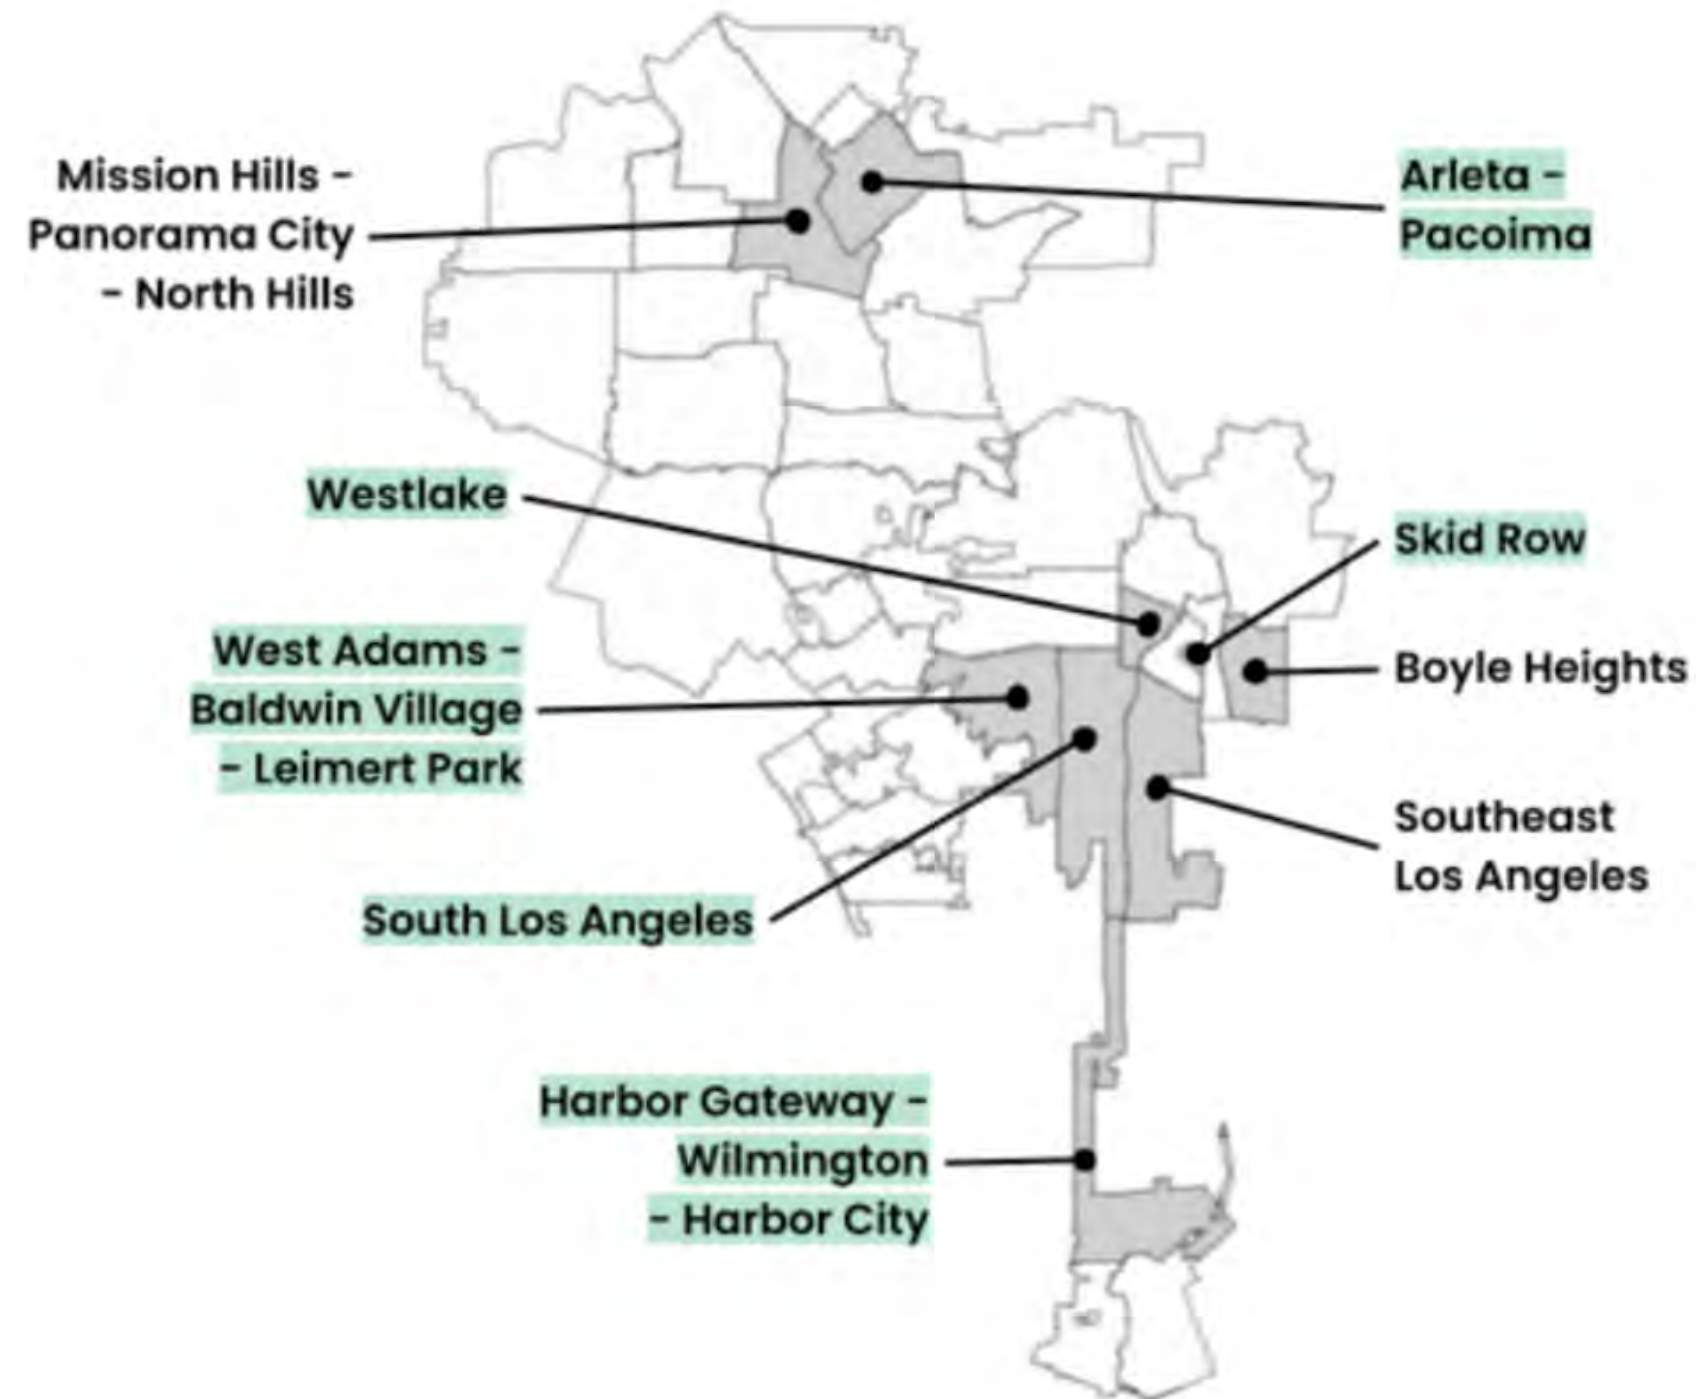 Mission Hills -
Panorama City
- North Hills
Arleta -
Pacoima
Westlake
Skid Row
West Adams -
Baldwin Village
- Leimert Park
Boyle Heights
South Los Angeles
Southeast
Los Angeles
Harbor Gateway -
Wilmington
- Harbor City